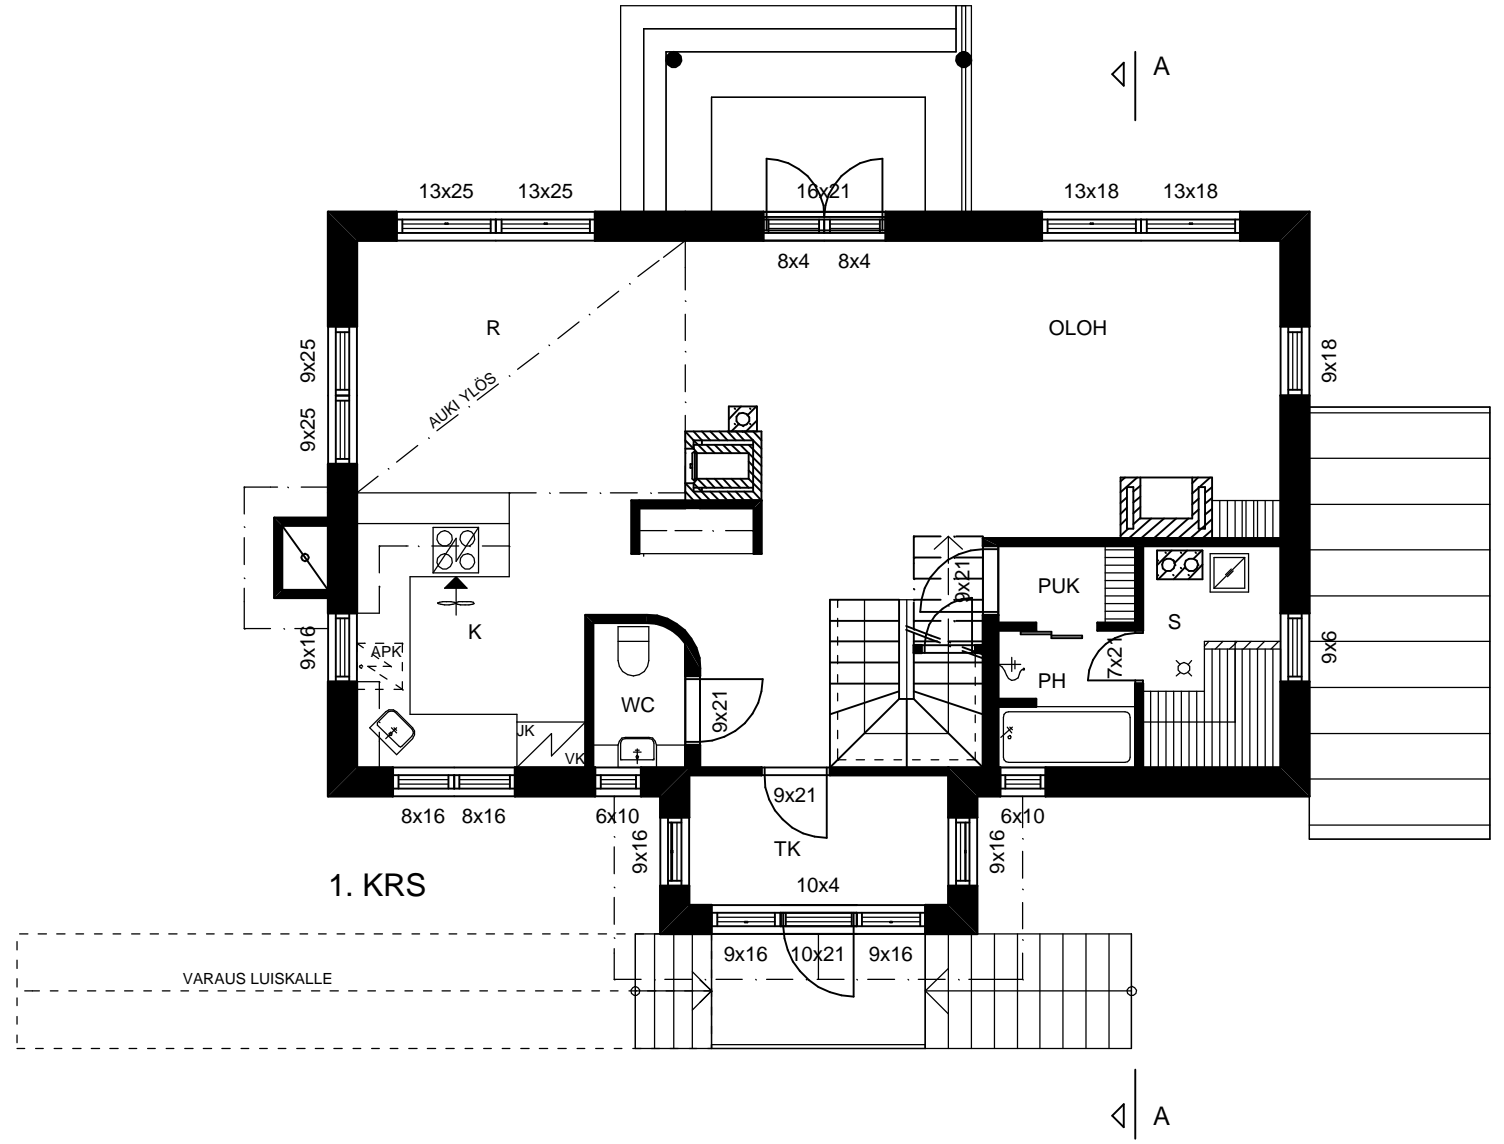 A
13x25 13x25 16x21 13x18 13x18
8x4 8x4
R
OLOH
9x25
9x18
AUKI YLÖS
9x25
9x21
PUK
K
S
9x16
APK
7x21
9x6
PH
WC
9x21
JK
VK
9x21
8x16 8x16 6x10 6x10
9x16
TK
9x16
10x4
1. KRS
9x16 10x21 9x16
VARAUS LUISKALLE
A